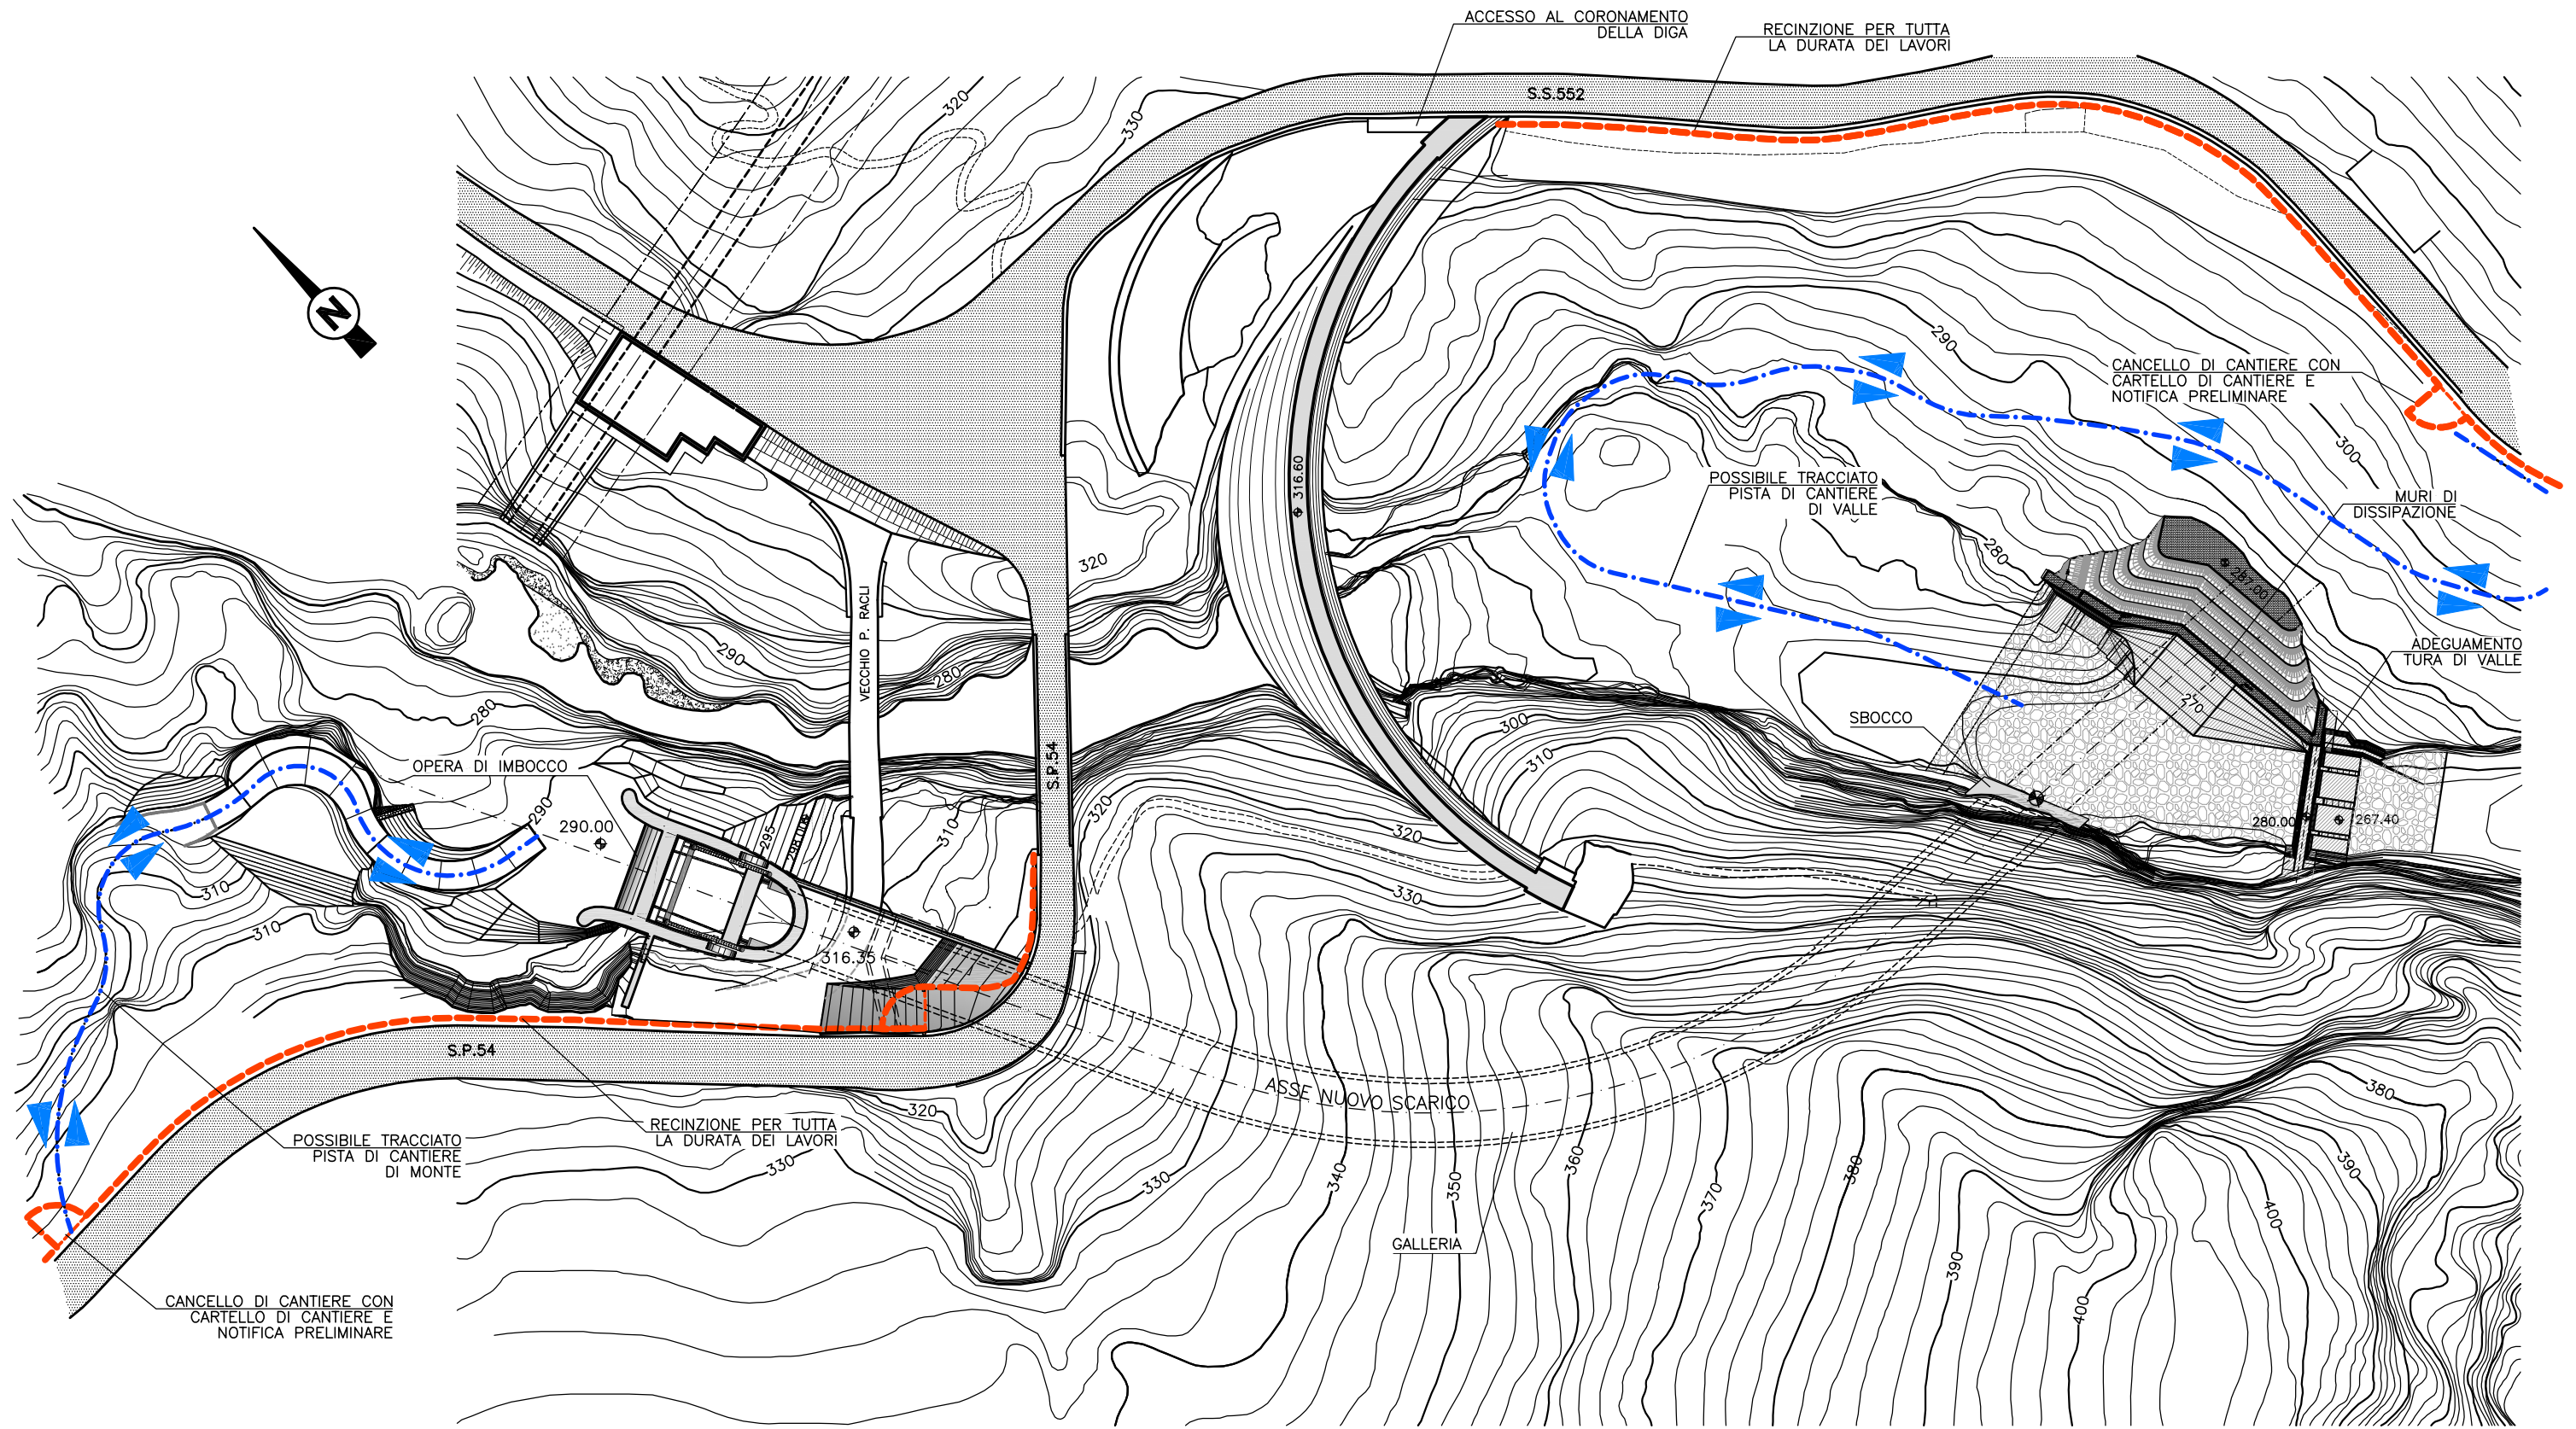 ACCESSO AL CORONAMENTO
DELLA DIGA
RECINZIONE PER TUTTA
LA DURATA DEI LAVORI
S.S.552
320
330
N
290
CANCELLO DI CANTIERE CON
CARTELLO DI CANTIERE E
NOTIFICA PRELIMINARE
300
316.60
POSSIBILE TRACCIATO
PISTA DI CANTIERE
DI VALLE
MURI DI
DISSIPAZIONE
280
287.00
320
VECCHIO P. RACLI
290
280
ADEGUAMENTO
TURA DI VALLE
270
280
SBOCCO
300
310
S.P.54
OPERA DI IMBOCCO
290
290.00
295
298.00
310
320
320
280.00
267.40
330
310
310
316.35
S.P.54
ASSE NUOVO SCARICO
320
RECINZIONE PER TUTTA
LA DURATA DEI LAVORI
POSSIBILE TRACCIATO
PISTA DI CANTIERE
DI MONTE
330
330
340
350
360
370
380
380
390
400
GALLERIA
390
400
CANCELLO DI CANTIERE CON
CARTELLO DI CANTIERE E
NOTIFICA PRELIMINARE